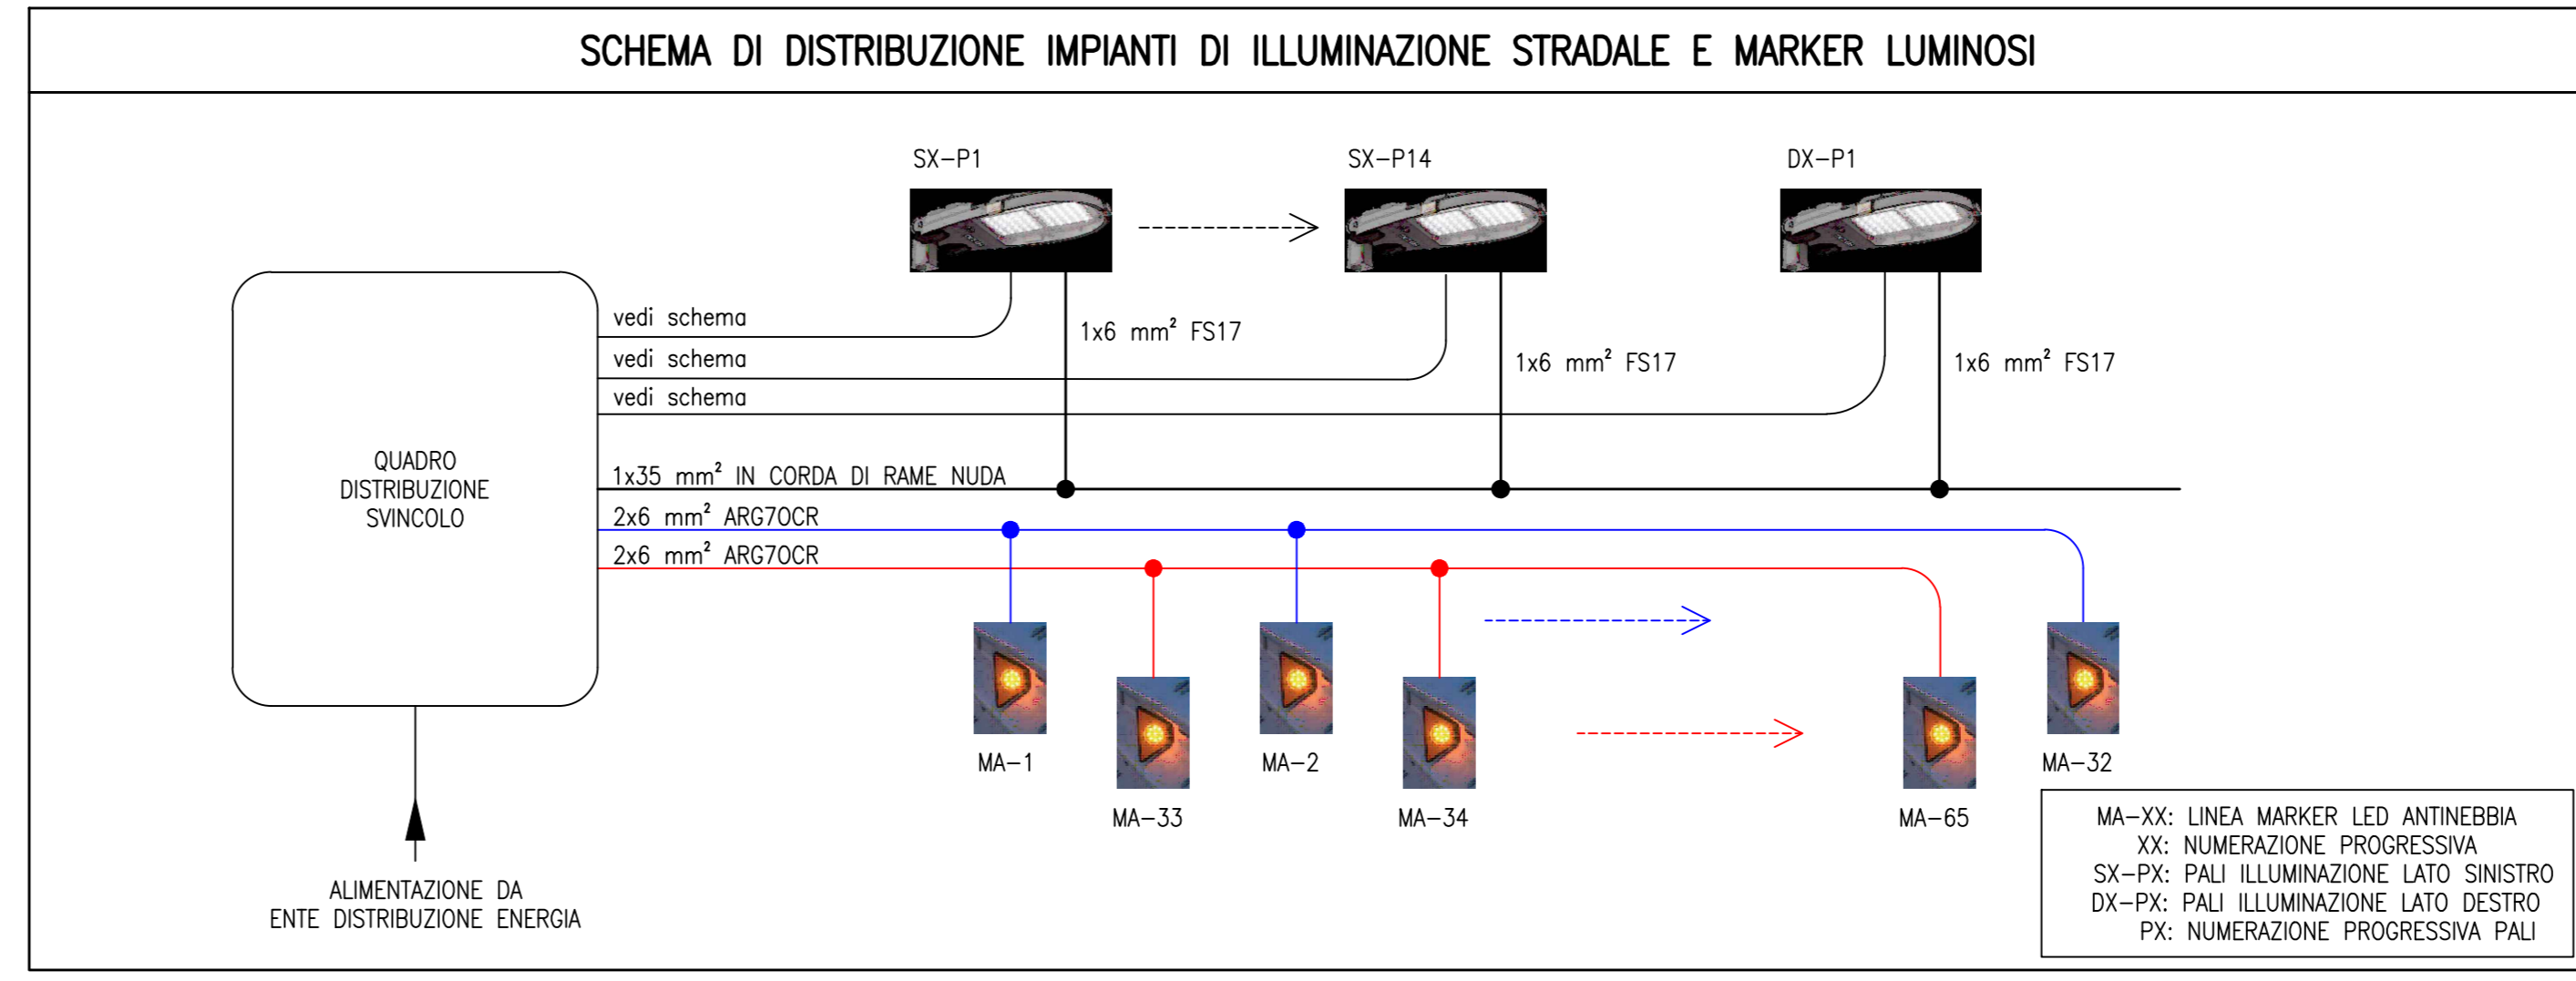 SCHEMA DI DISTRIBUZIONE IMPIANTI DI ILLUMINAZIONE STRADALE E MARKER LUMINOSI
SX-P1
SX-P14
DX-P1
vedi schema
1x6 mm² FS17
vedi schema
1x6 mm² FS17
1x6 mm² FS17
vedi schema
QUADRO
DISTRIBUZIONE
SVINCOLO
1x35 mm² IN CORDA DI RAME NUDA
2x6 mm² ARG7OCR
2x6 mm² ARG7OCR
MA-1
MA-2
MA-32
MA-33
MA-34
MA-65
ALIMENTAZIONE DA
ENTE DISTRIBUZIONE ENERGIA
MA-XX: LINEA MARKER LED ANTINEBBIA
XX: NUMERAZIONE PROGRESSIVA
SX-PX: PALI ILLUMINAZIONE LATO SINISTRO
DX-PX: PALI ILLUMINAZIONE LATO DESTRO
PX: NUMERAZIONE PROGRESSIVA PALI